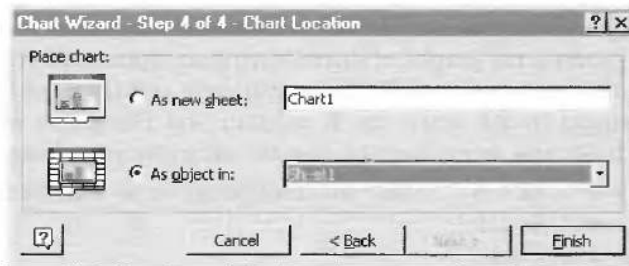 Chart Wizard - Step 4 of 4 - Chart Location
Place chart:
As new sheet: Chart1
As object in: Sheet1
Cancel < Back Finish